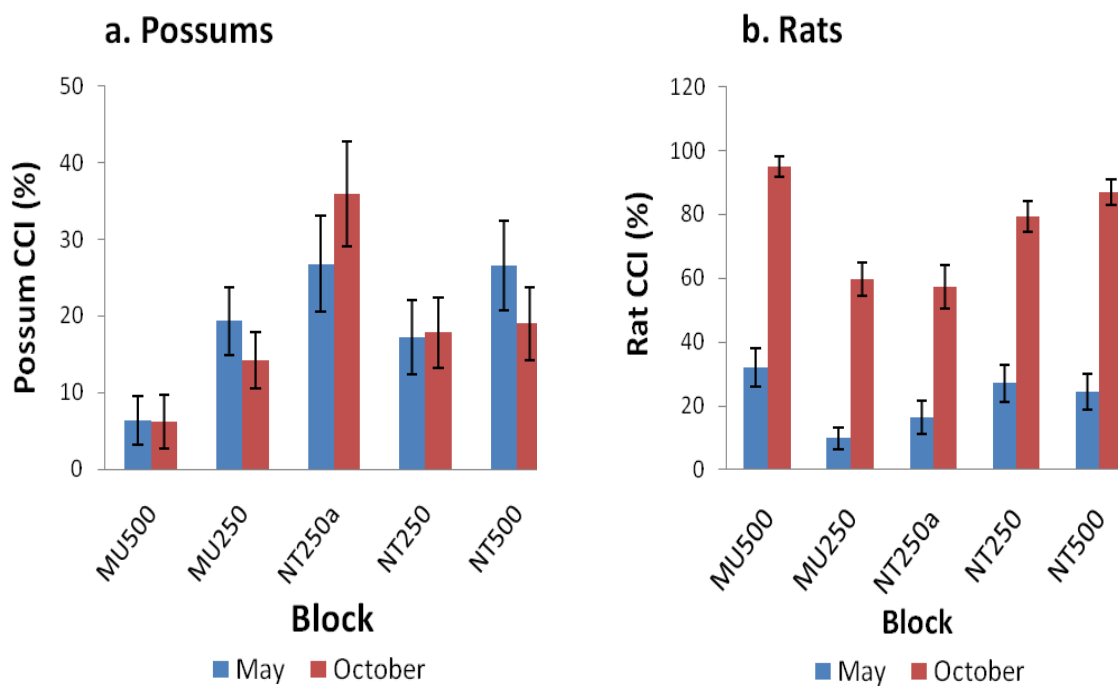 a. Possums
Possum CCI (%)
50
40
30
20
10
0
MU500
MU250
NT250a
NT250
NT500
Block
May
October
b. Rats
Rat CCI (%)
120
100
80
60
40
20
0
MU500
MU250
NT250a
NT250
NT500
Block
May
October